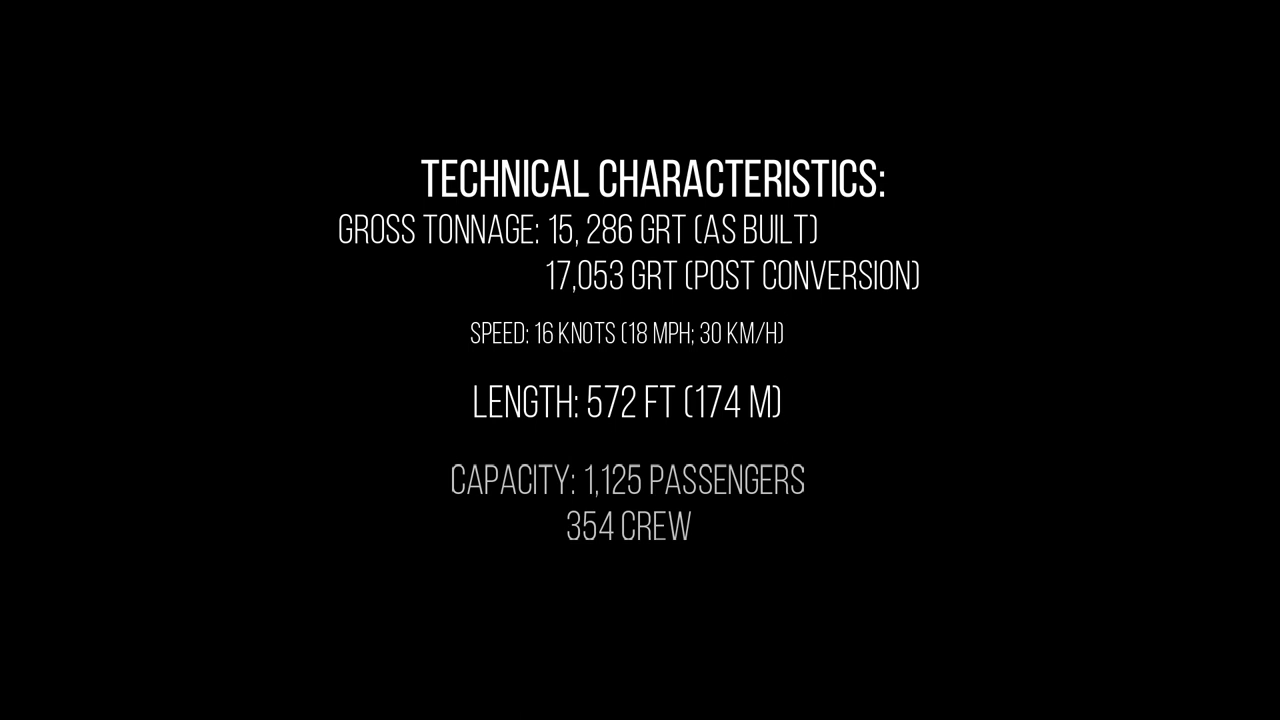 TECHNICAL CHARACTERISTICS:
GROSS TONNAGE: 15, 286 GRT (AS BUILT)
17,053 GRT (POST CONVERSION)
SPEED: 16 KNOTS (18 MPH; 30 KM/H)
LENGTH: 572 FT (174 M)
CAPACITY: 1,125 PASSENGERS
354 CREW